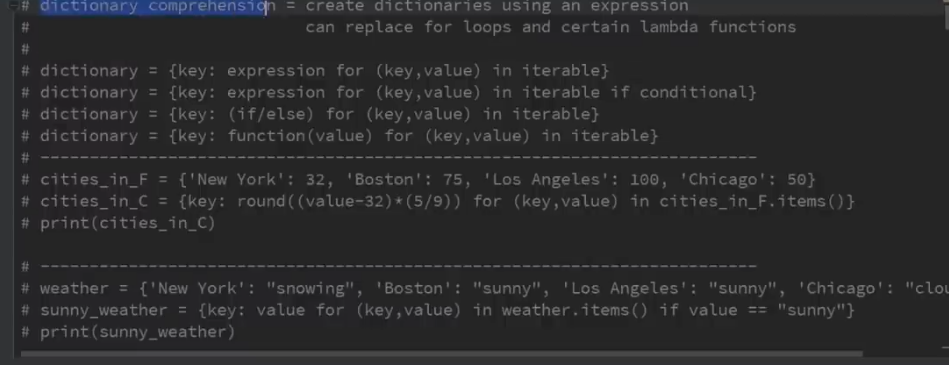 # dictionary comprehension = create dictionaries using an expression
#                            can replace for loops and certain lambda functions
#
# dictionary = {key: expression for (key,value) in iterable}
# dictionary = {key: expression for (key,value) in iterable if conditional}
# dictionary = {key: (if/else) for (key,value) in iterable}
# dictionary = {key: function(value) for (key,value) in iterable}
# -----------------------------------------------------------------
# cities_in_F = {'New York': 32, 'Boston': 75, 'Los Angeles': 100, 'Chicago': 50}
# cities_in_C = {key: round((value-32)*(5/9)) for (key,value) in cities_in_F.items()}
# print(cities_in_C)
# -----------------------------------------------------------------
# weather = {'New York': "snowing", 'Boston': "sunny", 'Los Angeles': "sunny", 'Chicago': "clou
# sunny_weather = {key: value for (key,value) in weather.items() if value == "sunny"}
# print(sunny_weather)